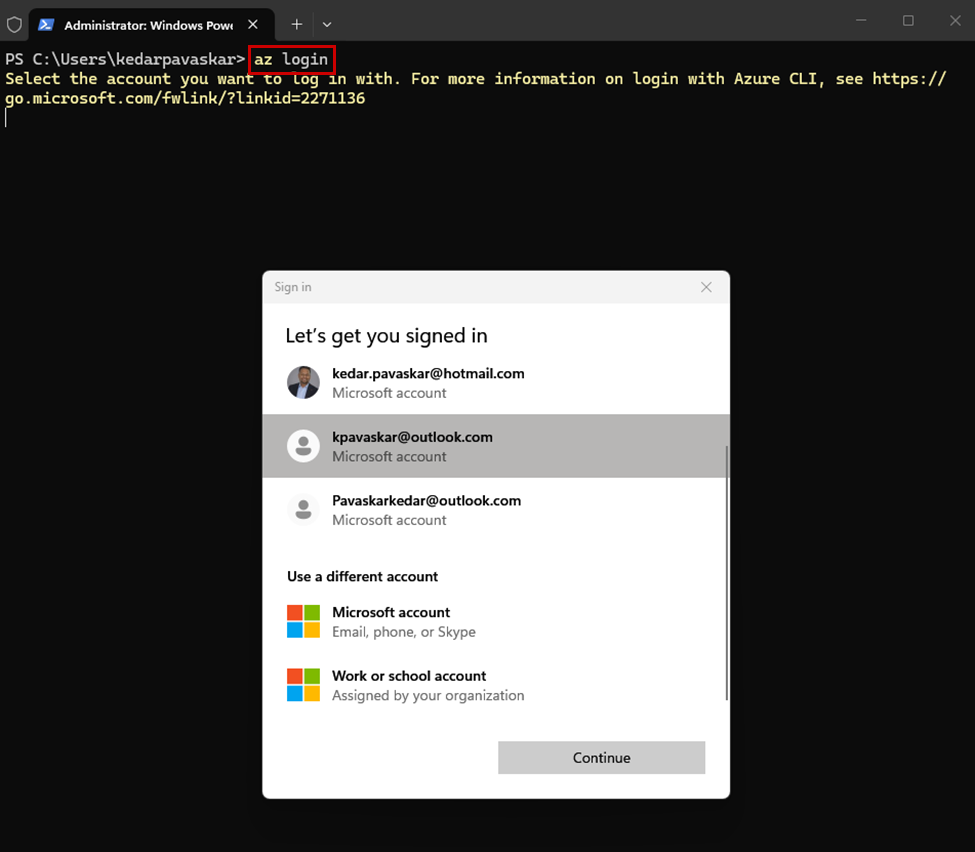 Administrator: Windows Powe
PS C:\Users\kedarpavaskar> az login
Select the account you want to log in with. For more information on login with Azure CLI, see https://
go.microsoft.com/fwlink/?linkid=2271136
Sign in
Let's get you signed in
kedar.pavaskar@hotmail.com
Microsoft account
kpavaskar@outlook.com
Microsoft account
Pavaskarkedar@outlook.com
Microsoft account
Use a different account
Microsoft account
Email, phone, or Skype
Work or school account
Assigned by your organization
Continue